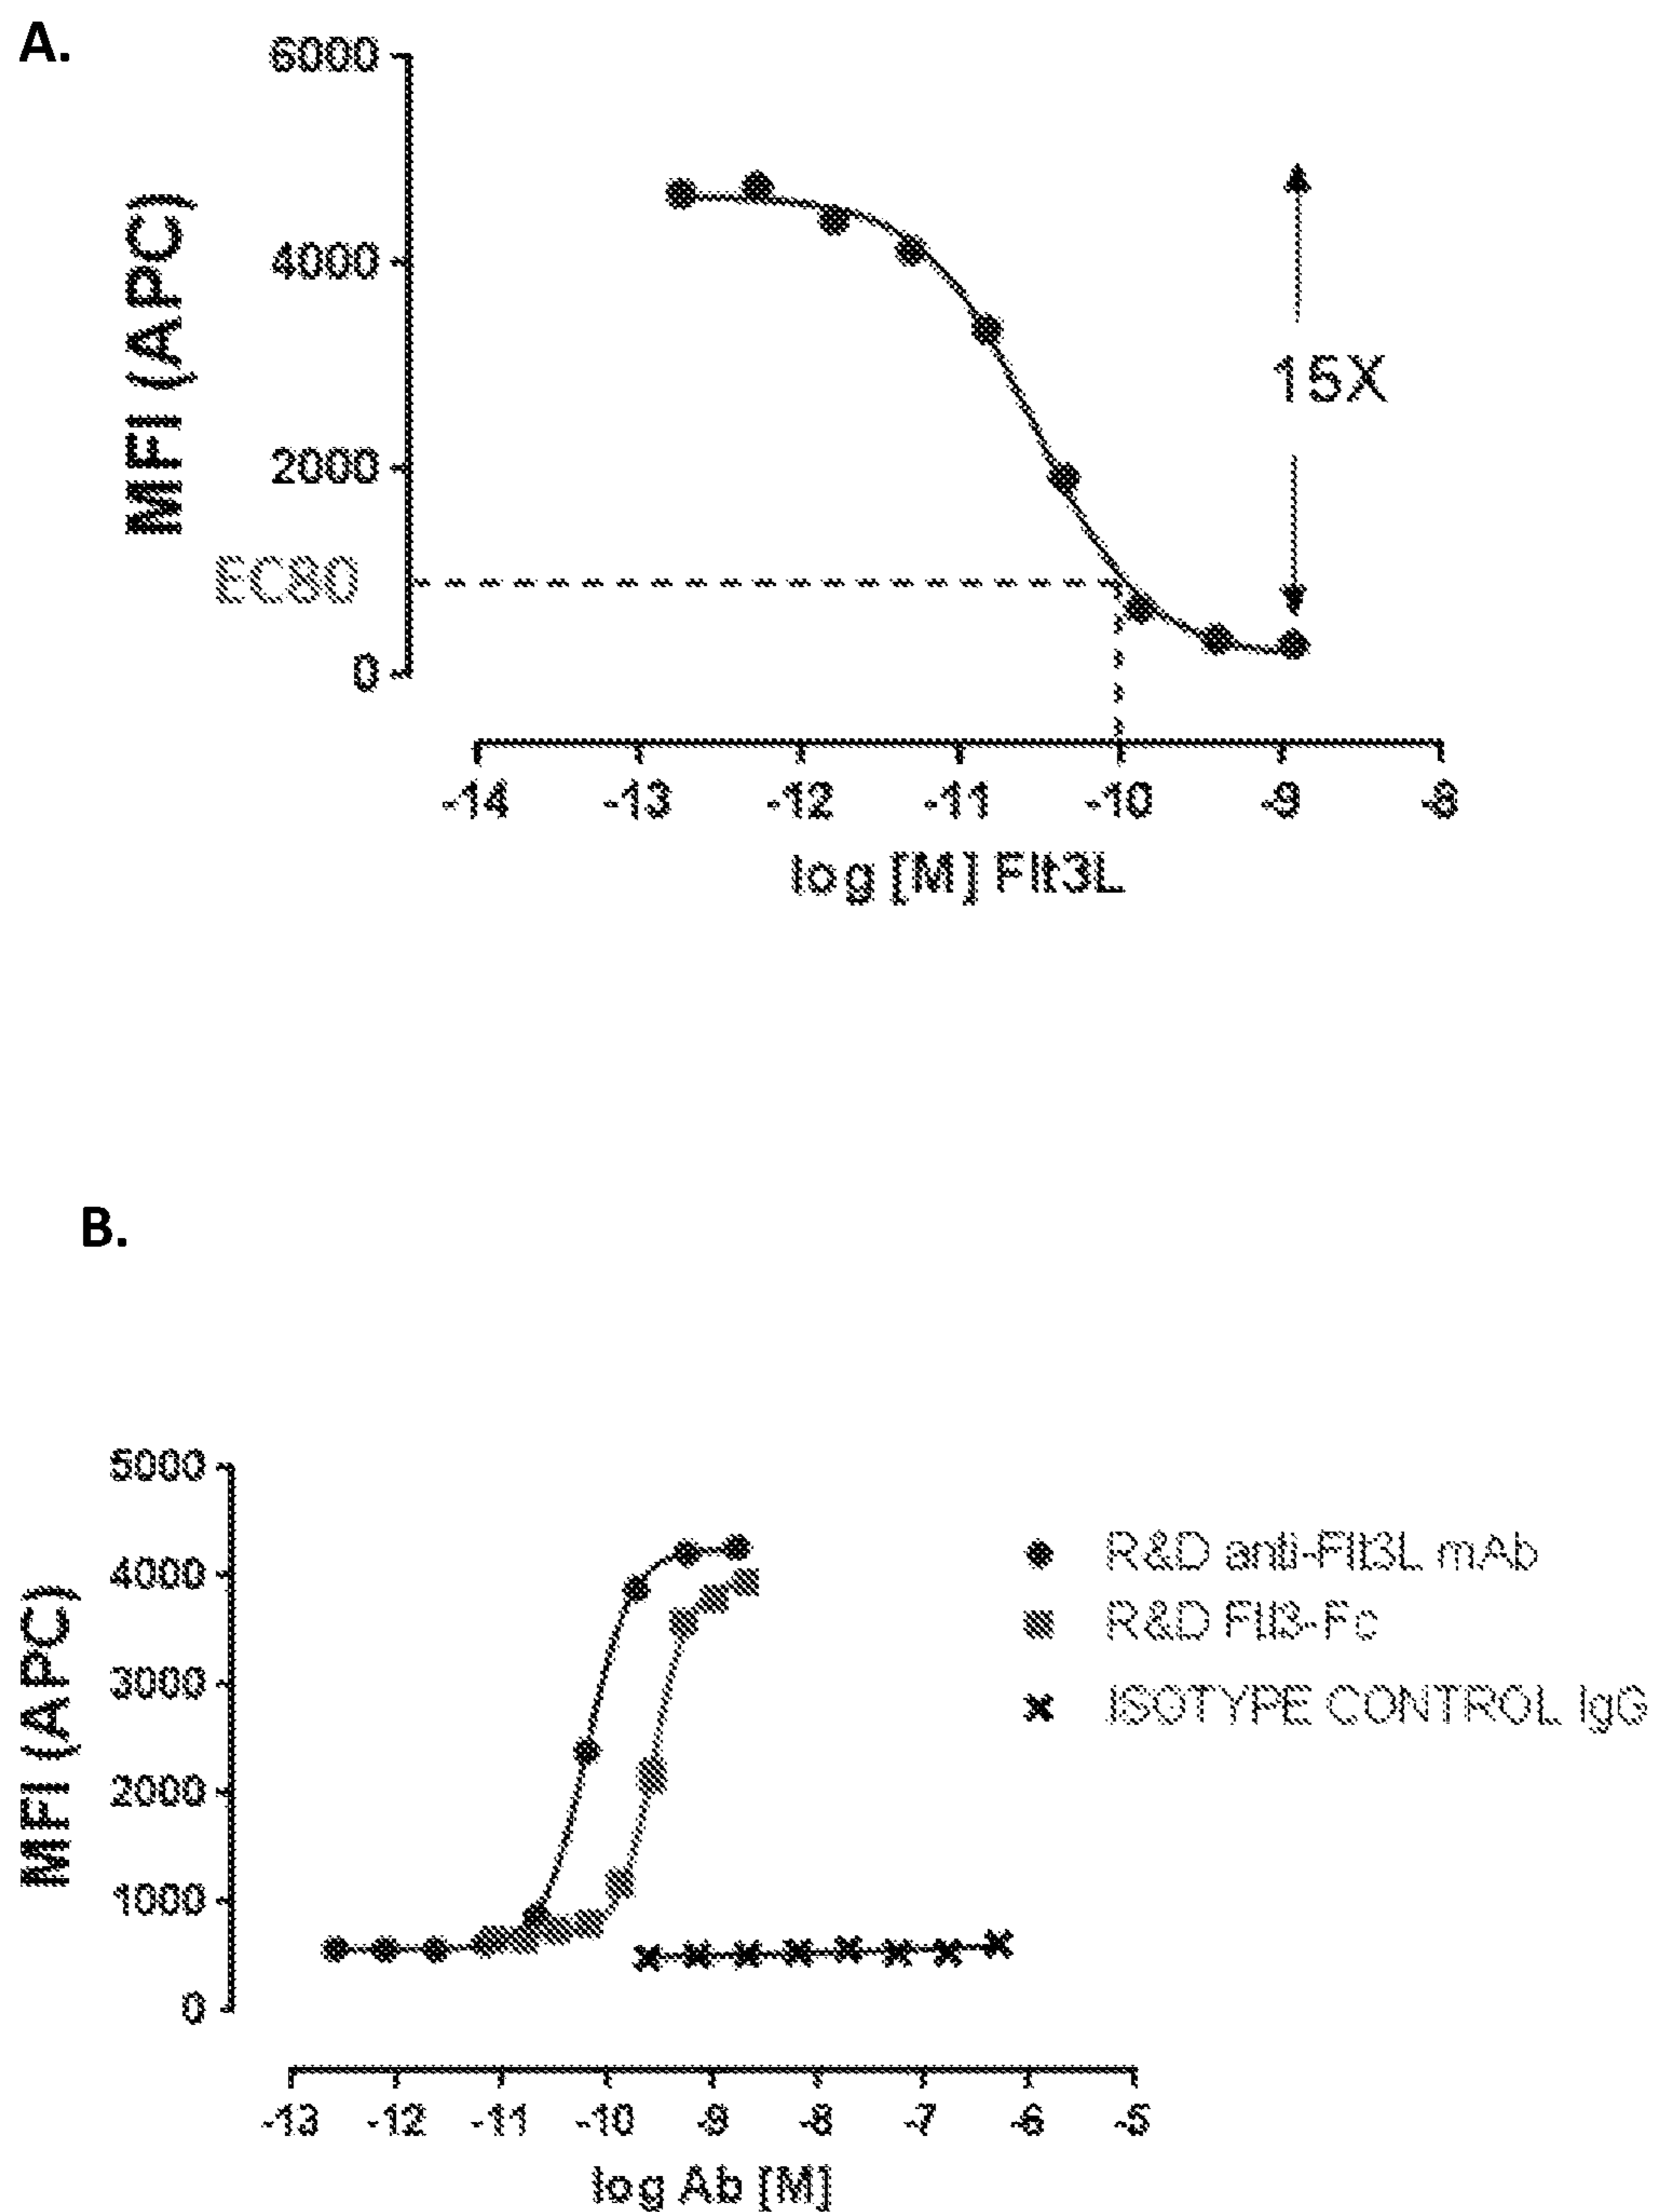 A.
6000
4000
2000
0
MFI (APC)
EC80
15X
-14 -13 -12 -11 -10 -9 -8
log [M] Flt3L
B.
5000
4000
3000
2000
1000
0
MFI (APC)
R&D anti-Flt3L mAb
R&D Flt3-Fc
ISOTYPE CONTROL IgG
-13 -12 -11 -10 -9 -8 -7 -6 -5
log Ab [M]